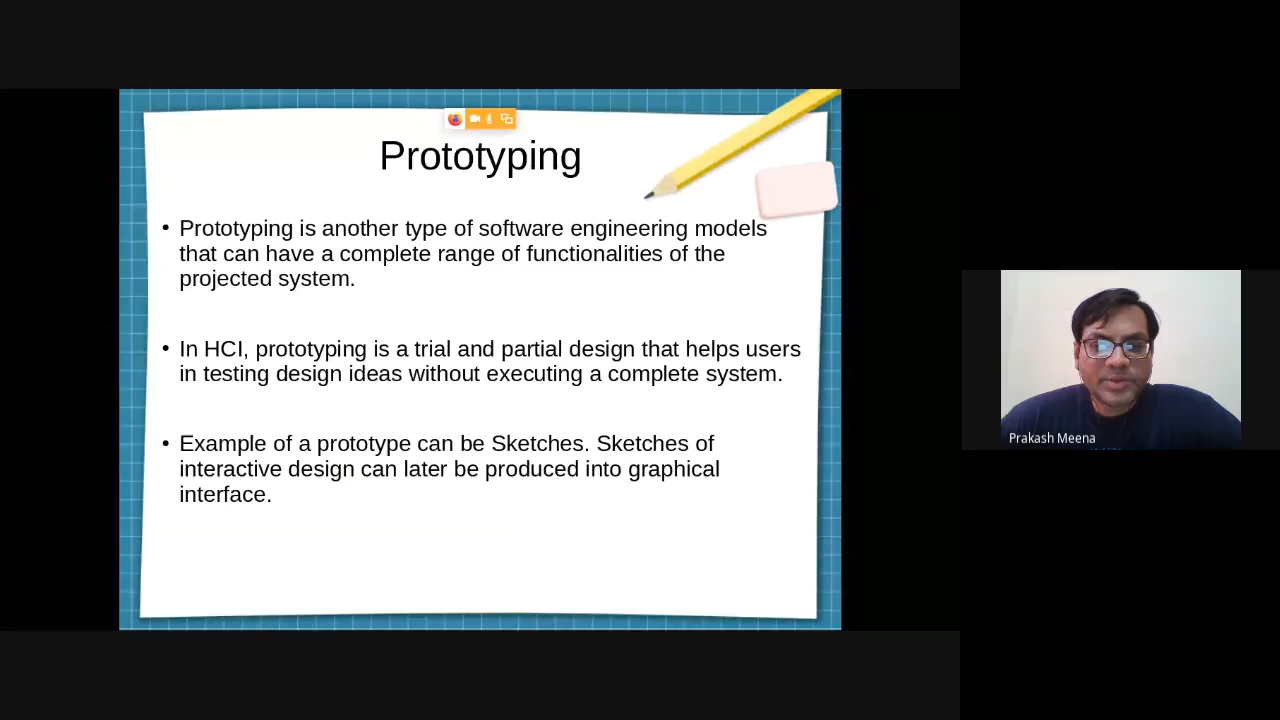 Prototyping
• Prototyping is another type of software engineering models
that can have a complete range of functionalities of the
projected system.
• In HCI, prototyping is a trial and partial design that helps users
in testing design ideas without executing a complete system.
• Example of a prototype can be Sketches. Sketches of
interactive design can later be produced into graphical
interface.
Prakash Meena